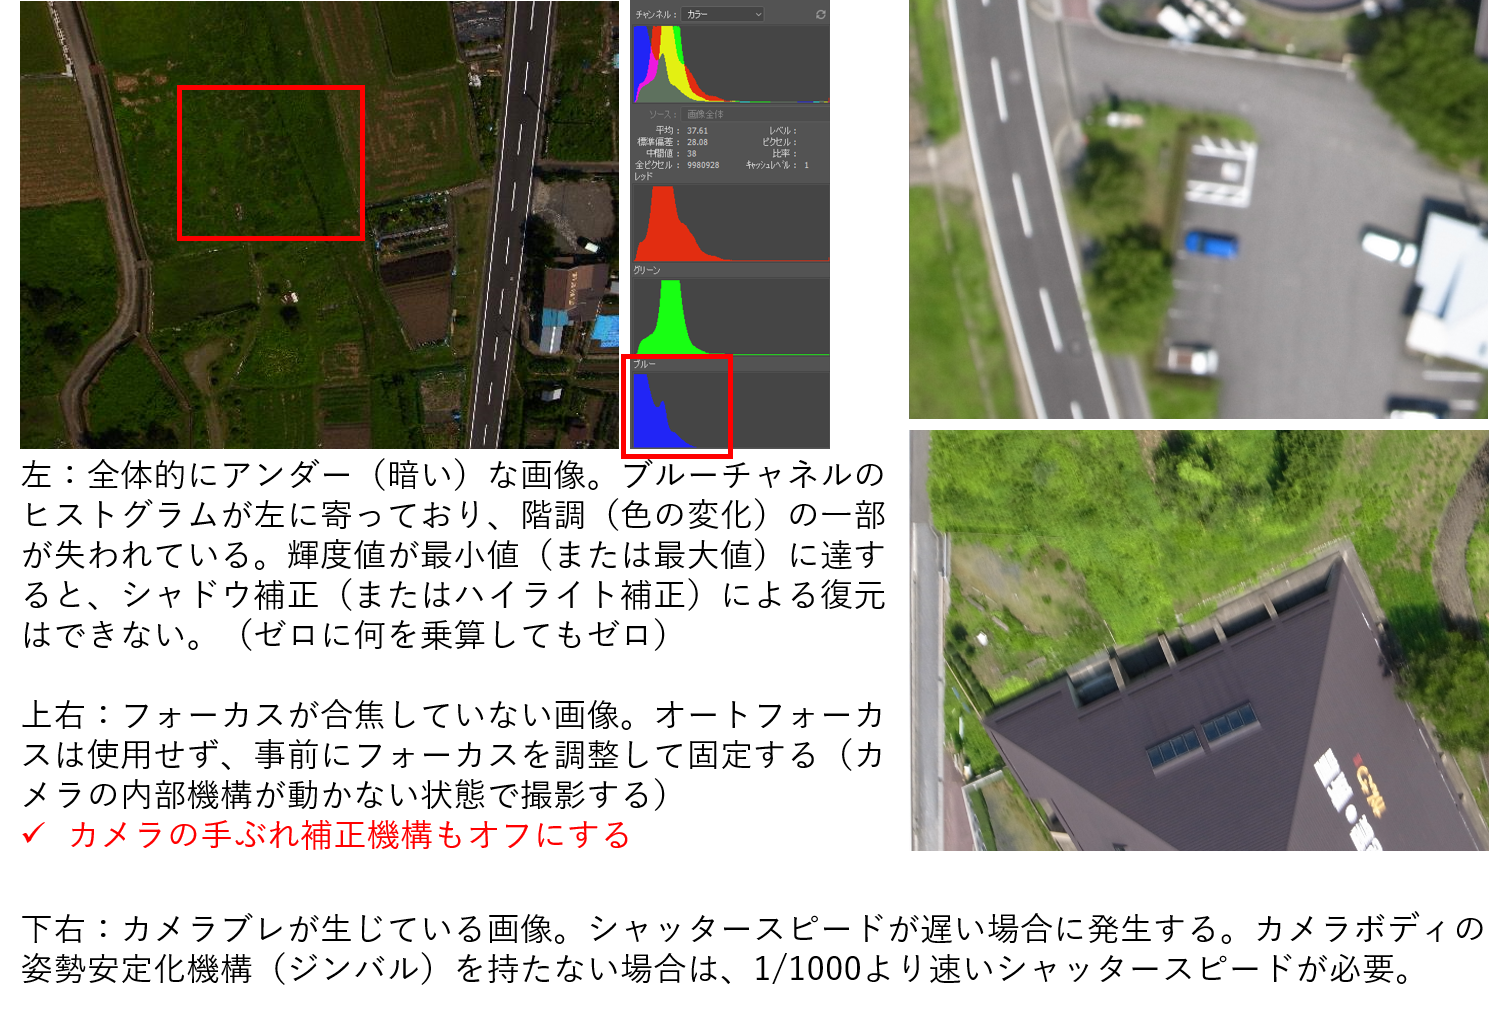 チャンネル： カラー
ソース： 画像全体
平均： 37.61 レベル：
標準偏差： 28.08 ピクセル：
中間値： 38 比率：
全ピクセル： 9980928 キャッシュレベル： 1
レッド
グリーン
ブルー
左：全体的にアンダー（暗い）な画像。ブルーチャネルの
ヒストグラムが左に寄っており、階調（色の変化）の一部
が失われている。輝度値が最小値（または最大値）に達す
ると、シャドウ補正（またはハイライト補正）による復元
はできない。（ゼロに何を乗算してもゼロ）
上右：フォーカスが合焦していない画像。オートフォーカ
スは使用せず、事前にフォーカスを調整して固定する（カ
メラの内部機構が動かない状態で撮影する）
✓ カメラの手ぶれ補正機構もオフにする
下右：カメラブレが生じている画像。シャッタースピードが遅い場合に発生する。カメラボディの
姿勢安定化機構（ジンバル）を持たない場合は、1/1000より速いシャッタースピードが必要。